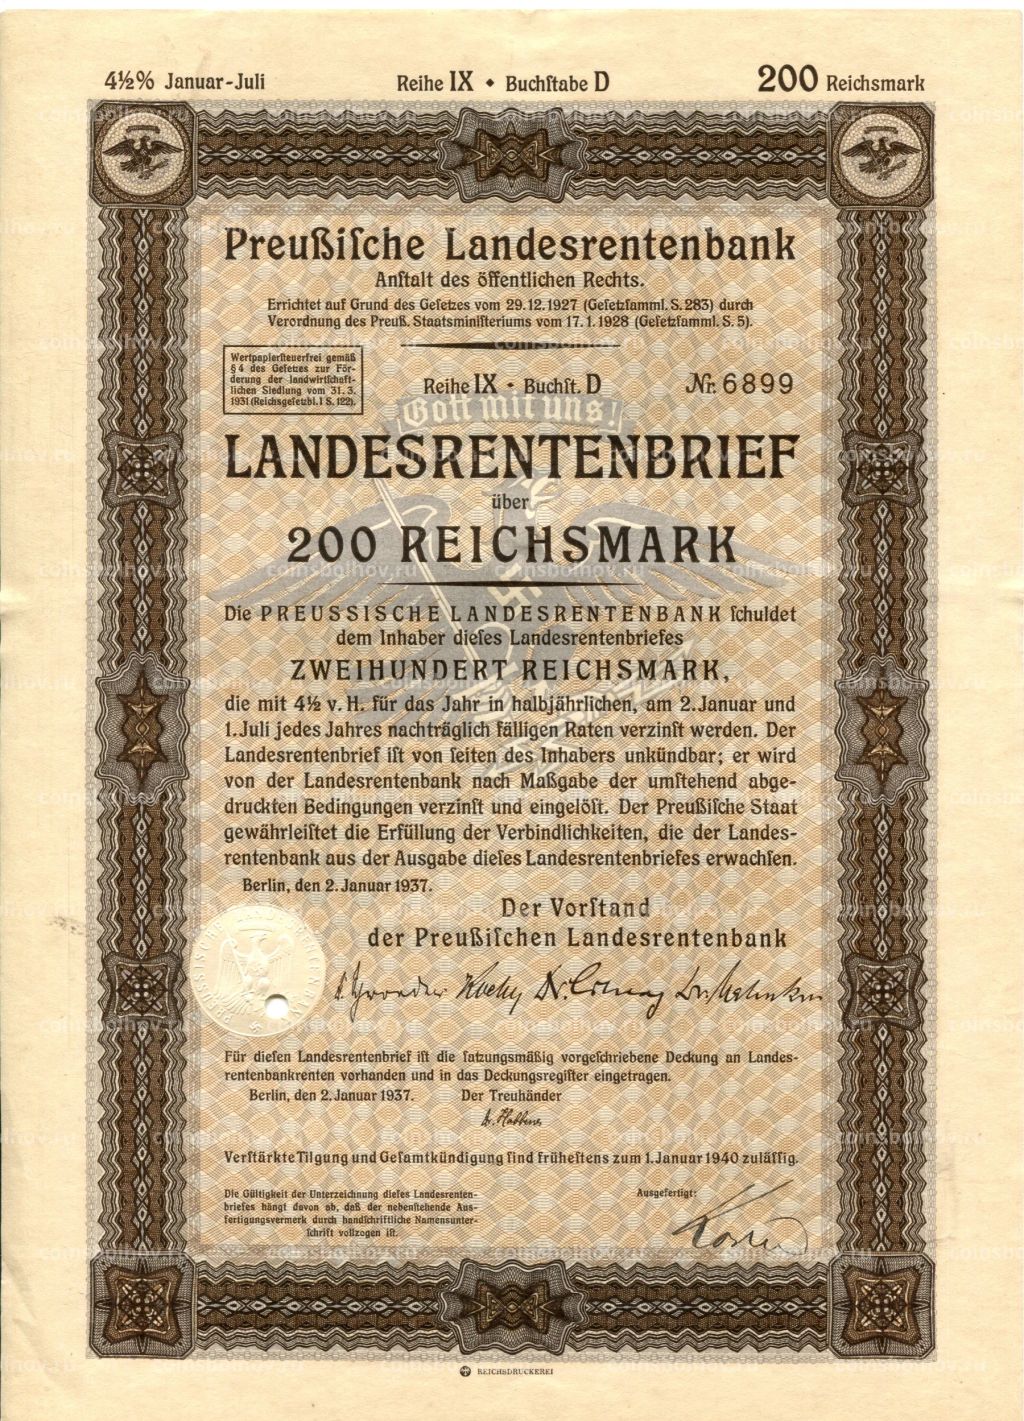 4½% Januar-Juli
Reihe IX • Buchſtabe D
200 Reichsmark
Preußiſche Landesrentenbank
Anſtalt des öffentlichen Rechts.
Errichtet auf Grund des Geſetzes vom 29.12.1927 (Geſetzſamml. S. 283) durch
Verordnung des Preuß. Staatsminiſteriums vom 17.1.1928 (Geſetzſamml. S. 5).
Wertpapierſteuerfrei gemäß
§ 4 des Geſetzes zur För-
derung der landwirtſchaft-
lichen Siedlung vom 31. 3.
1931 (Reichsgeſetzbl. I S. 122).
Reihe IX • Buchſt. D
Nr. 6899
Gott mit uns!
LANDESRENTENBRIEF
über
200 REICHSMARK
Die PREUSSISCHE LANDESRENTENBANK ſchuldet
dem Inhaber dieſes Landesrentenbriefes
ZWEIHUNDERT REICHSMARK,
die mit 4½ v. H. für das Jahr in halbjährlichen, am 2. Januar und
1. Juli jedes Jahres nachträglich fälligen Raten verzinſt werden. Der
Landesrentenbrief iſt von ſeiten des Inhabers unkündbar; er wird
von der Landesrentenbank nach Maßgabe der umſtehend abge-
druckten Bedingungen verzinſt und eingelöſt. Der Preußiſche Staat
gewährleiſtet die Erfüllung der Verbindlichkeiten, die der Landes-
rentenbank aus der Ausgabe dieſes Landesrentenbriefes erwachſen.
Berlin, den 2. Januar 1937.
Der Vorſtand
der Preußiſchen Landesrentenbank
PREUSSISCHE LANDESRENTENBANK
Für dieſen Landesrentenbrief iſt die ſatzungsmäßig vorgeſchriebene Deckung an Landes-
rentenbankrenten vorhanden und in das Deckungsregiſter eingetragen.
Berlin, den 2. Januar 1937.
Der Treuhänder
Verſtärkte Tilgung und Geſamtkündigung ſind früheſtens zum 1. Januar 1940 zuläſſig.
Die Gültigkeit der Unterzeichnung dieſes Landesrenten-
briefes hängt davon ab, daß der nebenſtehende Aus-
fertigungsvermerk durch handſchriftliche Namensunter-
ſchrift vollzogen iſt.
Ausgefertigt:
REICHSDRUCKEREI
coinsbolhov.ru